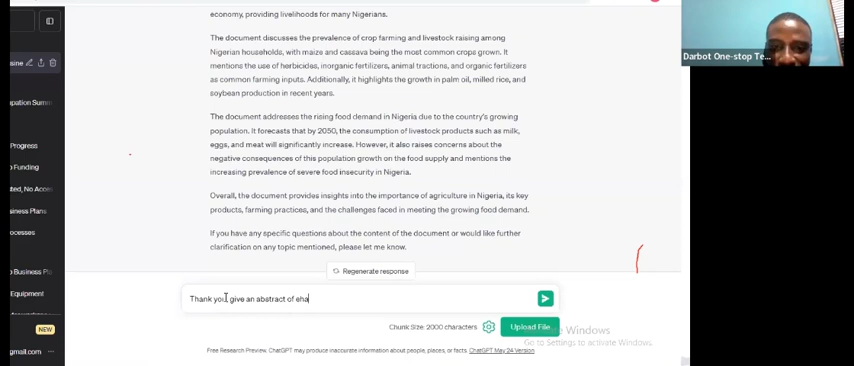 economy, providing livelihoods for many Nigerians.
The document discusses the prevalence of crop farming and livestock raising among
Nigerian households, with maize and cassava being the most common crops grown. It
mentions the use of herbicides, inorganic fertilizers, animal tractions, and organic fertilizers
as common farming inputs. Additionally, it highlights the growth in palm oil, milled rice, and
soybean production in recent years.
The document addresses the rising food demand in Nigeria due to the country's growing
population. It forecasts that by 2050, the consumption of livestock products such as milk,
eggs, and meat will significantly increase. However, it also raises concerns about the
negative consequences of this population growth on the food supply and mentions the
increasing prevalence of severe food insecurity in Nigeria.
Overall, the document provides insights into the importance of agriculture in Nigeria, its key
products, farming practices, and the challenges faced in meeting the growing food demand.
If you have any specific questions about the content of the document or would like further
clarification on any topic mentioned, please let me know.
Regenerate response
Thank you, give an abstract of eha
Chunk Size: 2000 characters
Upload File
Free Research Preview. ChatGPT may produce inaccurate information about people, places, or facts. ChatGPT May 24 Version
Windows
Go to Settings to activate Windows.
Darbot One-stop Te...
sine
pation Summ
Progress
o Funding
sted, No Acces
siness Plans
ocesses
o Business Pla
Equipment
NEW
gmail.com